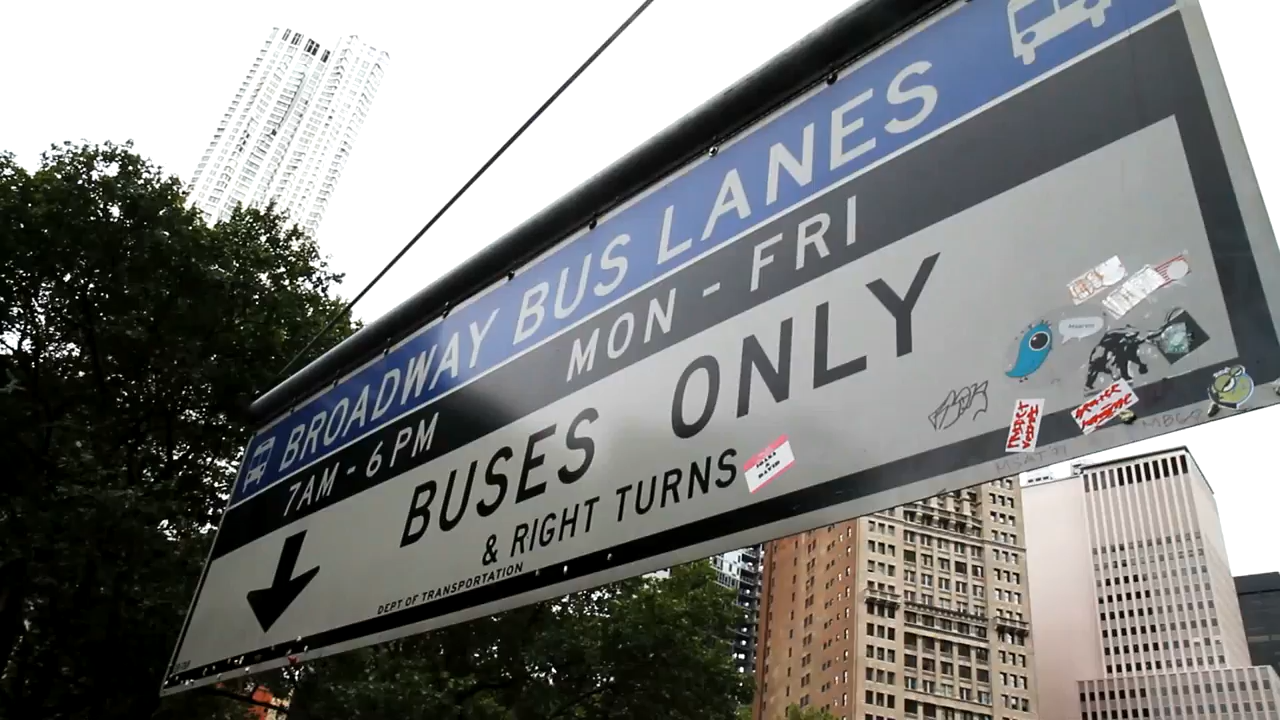 BROADWAY BUS LANES
7AM - 6PM MON - FRI
BUSES ONLY
& RIGHT TURNS
DEPT OF TRANSPORTATION